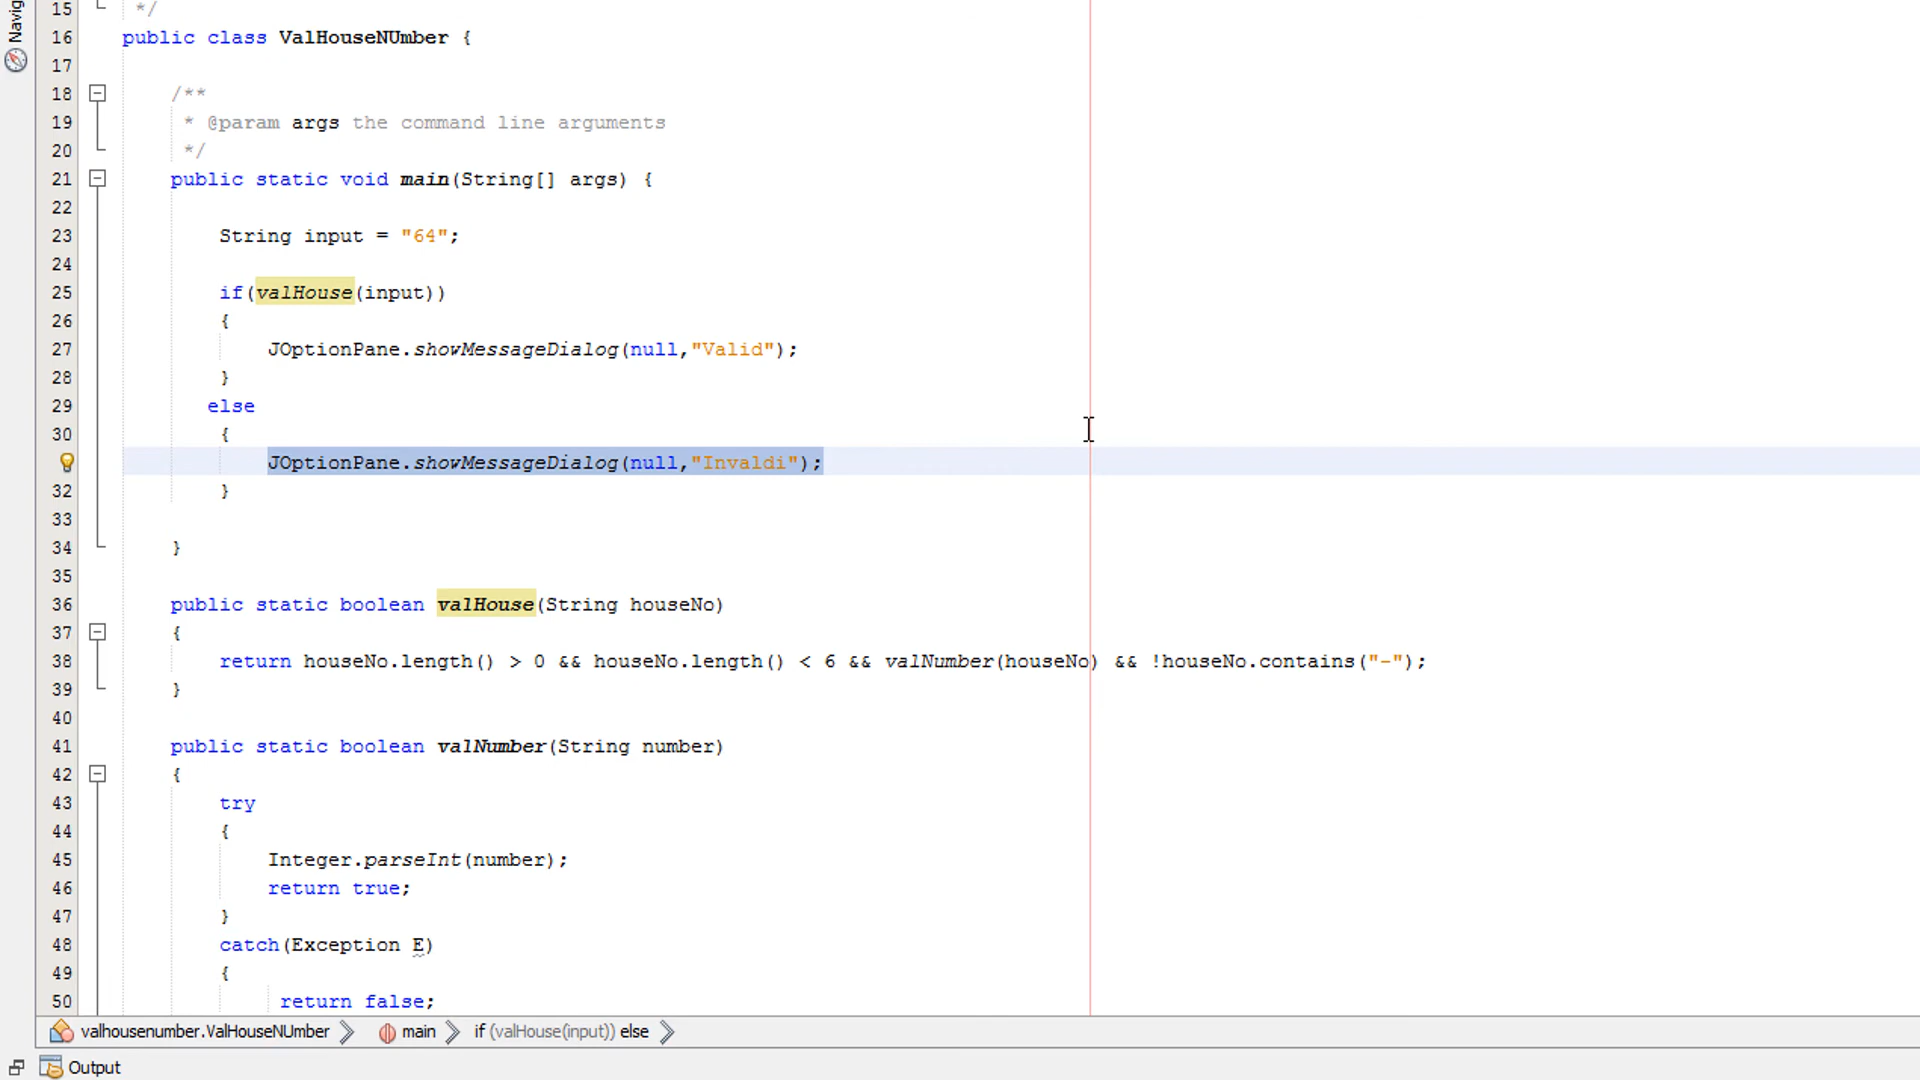 Navig
15 */
16 public class ValHouseNUmber {
17
18 /**
19 * @param args the command line arguments
20 */
21 public static void main(String[] args) {
22
23 String input = "64";
24
25 if(valHouse(input))
26 {
27 JOptionPane.showMessageDialog(null,"Valid");
28 }
29 else
30 {
JOptionPane.showMessageDialog(null,"Invaldi");
32 }
33
34 }
35
36 public static boolean valHouse(String houseNo)
37 {
38 return houseNo.length() > 0 && houseNo.length() < 6 && valNumber(houseNo) && !houseNo.contains("-");
39 }
40
41 public static boolean valNumber(String number)
42 {
43 try
44 {
45 Integer.parseInt(number);
46 return true;
47 }
48 catch(Exception E)
49 {
50 return false;
valhousenumber.ValHouseNUmber main if (valHouse(input)) else
Output